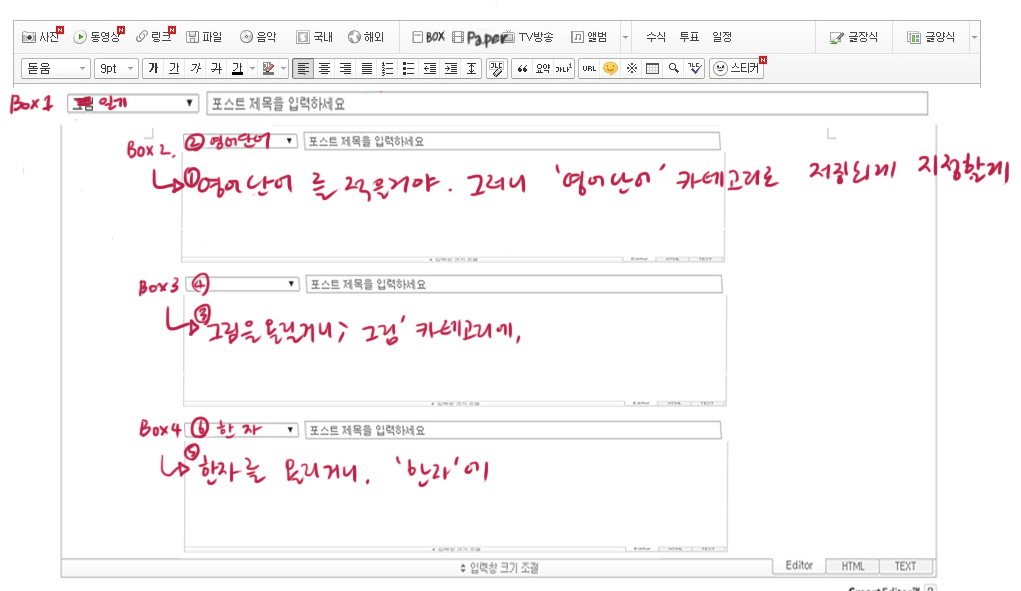 사진 동영상 링크 파일 음악 국내 해외 BOX Paper TV방송 앨범 수식 투표 일정 글장식 글양식
돋움 9pt 가 가 가 가 가 “ 요약 가나1 URL 스티커
Box 1 일기 포스트 제목을 입력하세요
Box 2. ② 영어단어 포스트 제목을 입력하세요
① 영어단어 를 적을거야. 그러니 '영어단어' 카테고리로 저장되게 지정할게
입력창 크기 조절 Editor HTML TEXT
Box 3 ④ 포스트 제목을 입력하세요
③ 그림을 올릴거니, 그림' 카테고리에,
입력창 크기 조절 Editor HTML TEXT
Box 4 ⑥ 한자 포스트 제목을 입력하세요
⑤ 한자를 올리거니. '한자'에
입력창 크기 조절 Editor HTML TEXT
입력창 크기 조절 Editor HTML TEXT
SmartEditor™ ?